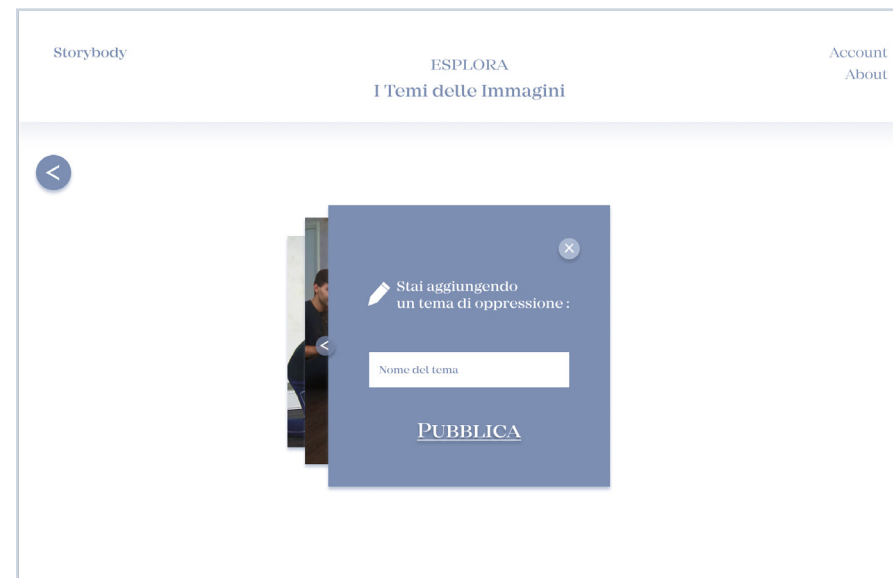 Storybody
ESPLORA
I Temi delle Immagini
Account
About
<
×
Stai aggiungendo
un tema di oppressione :
<
Nome del tema
PUBBLICA